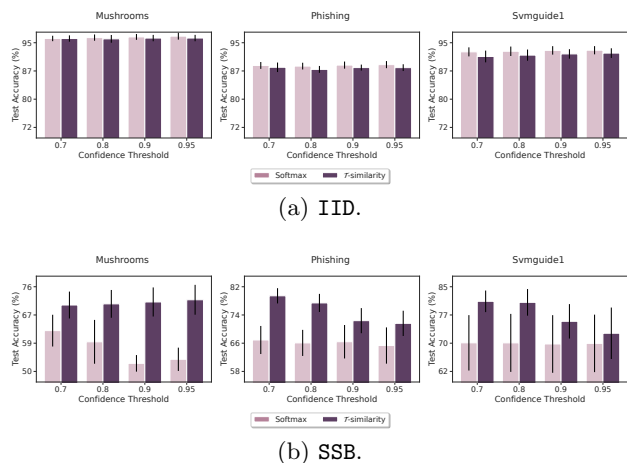 Mushrooms Phishing Svmguide1
Test Accuracy (%) Test Accuracy (%) Test Accuracy (%)
95 95 95
87 87 87
80 80 80
72 72 72
0.7 0.8 0.9 0.95 0.7 0.8 0.9 0.95 0.7 0.8 0.9 0.95
Confidence Threshold Confidence Threshold Confidence Threshold
Softmax 𝒯-similarity
(a) IID.
Mushrooms Phishing Svmguide1
Test Accuracy (%) Test Accuracy (%) Test Accuracy (%)
76 82 85
67 74 77
59 66 70
50 58 62
0.7 0.8 0.9 0.95 0.7 0.8 0.9 0.95 0.7 0.8 0.9 0.95
Confidence Threshold Confidence Threshold Confidence Threshold
Softmax 𝒯-similarity
(b) SSB.